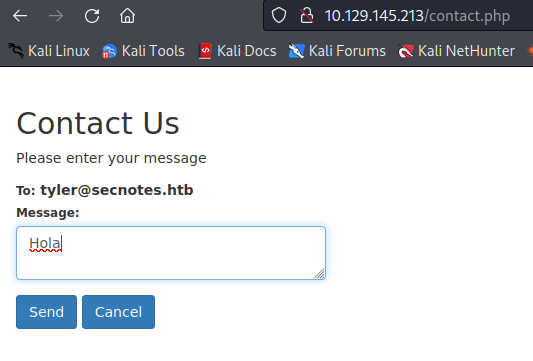 10.129.145.213/contact.php
Kali Linux Kali Tools Kali Docs Kali Forums Kali NetHunter
Contact Us
Please enter your message
To: tyler@secnotes.htb
Message:
Hola
Send Cancel